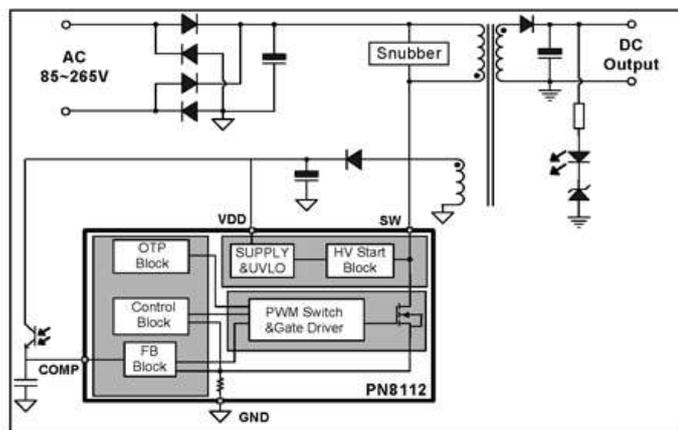 AC
85~265V
Snubber
DC
Output
VDD
SW
OTP
Block
SUPPLY
&UVLO
HV Start
Block
Control
Block
PWM Switch
&Gate Driver
FB
Block
COMP
PN8112
GND